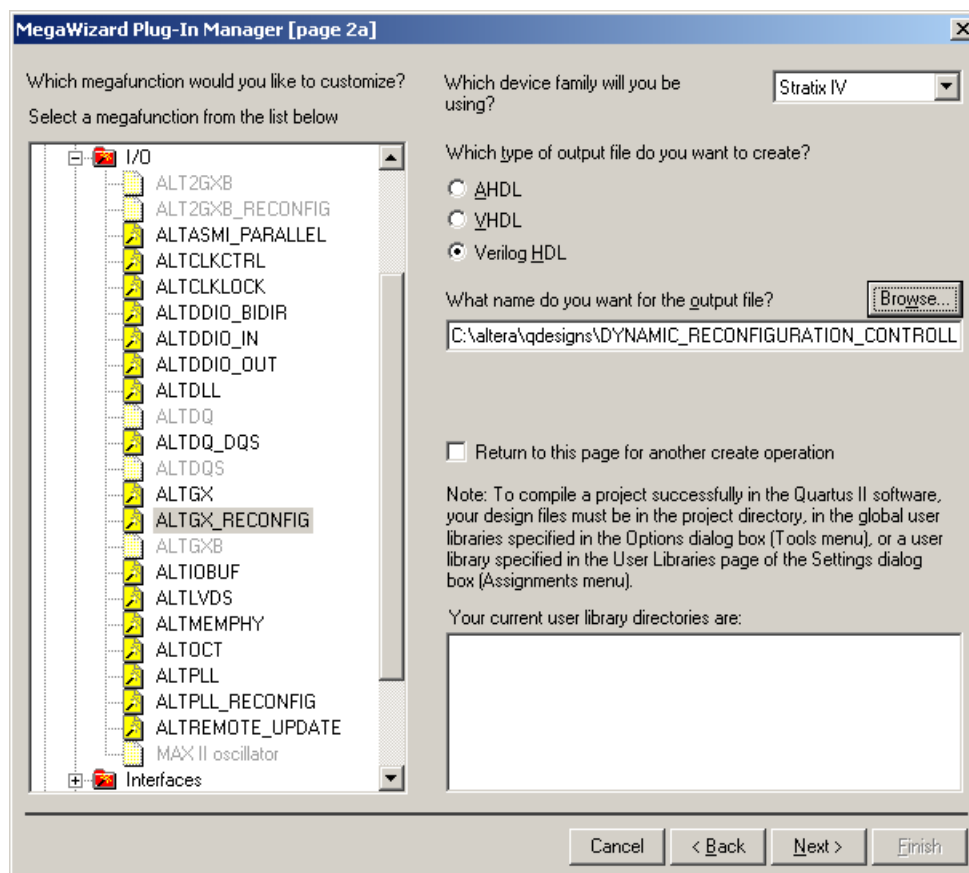 MegaWizard Plug-In Manager [page 2a]
Which megafunction would you like to customize?
Select a megafunction from the list below
I/O
ALT2GXB
ALT2GXB_RECONFIG
ALTASMI_PARALLEL
ALTCLKCTRL
ALTCLKLOCK
ALTDDIO_BIDIR
ALTDDIO_IN
ALTDDIO_OUT
ALTDLL
ALTDQ
ALTDQ_DQS
ALTDQS
ALTGX
ALTGX_RECONFIG
ALTGXB
ALTIOBUF
ALTLVDS
ALTMEMPHY
ALTOCT
ALTPLL
ALTPLL_RECONFIG
ALTREMOTE_UPDATE
MAX II oscillator
Interfaces
Which device family will you be
using?
Stratix IV
Which type of output file do you want to create?
AHDL
VHDL
Verilog HDL
What name do you want for the output file?
Browse...
C:\altera\qdesigns\DYNAMIC_RECONFIGURATION_CONTROLL
Return to this page for another create operation
Note: To compile a project successfully in the Quartus II software,
your design files must be in the project directory, in the global user
libraries specified in the Options dialog box (Tools menu), or a user
library specified in the User Libraries page of the Settings dialog
box (Assignments menu).
Your current user library directories are:
Cancel
< Back
Next >
Finish